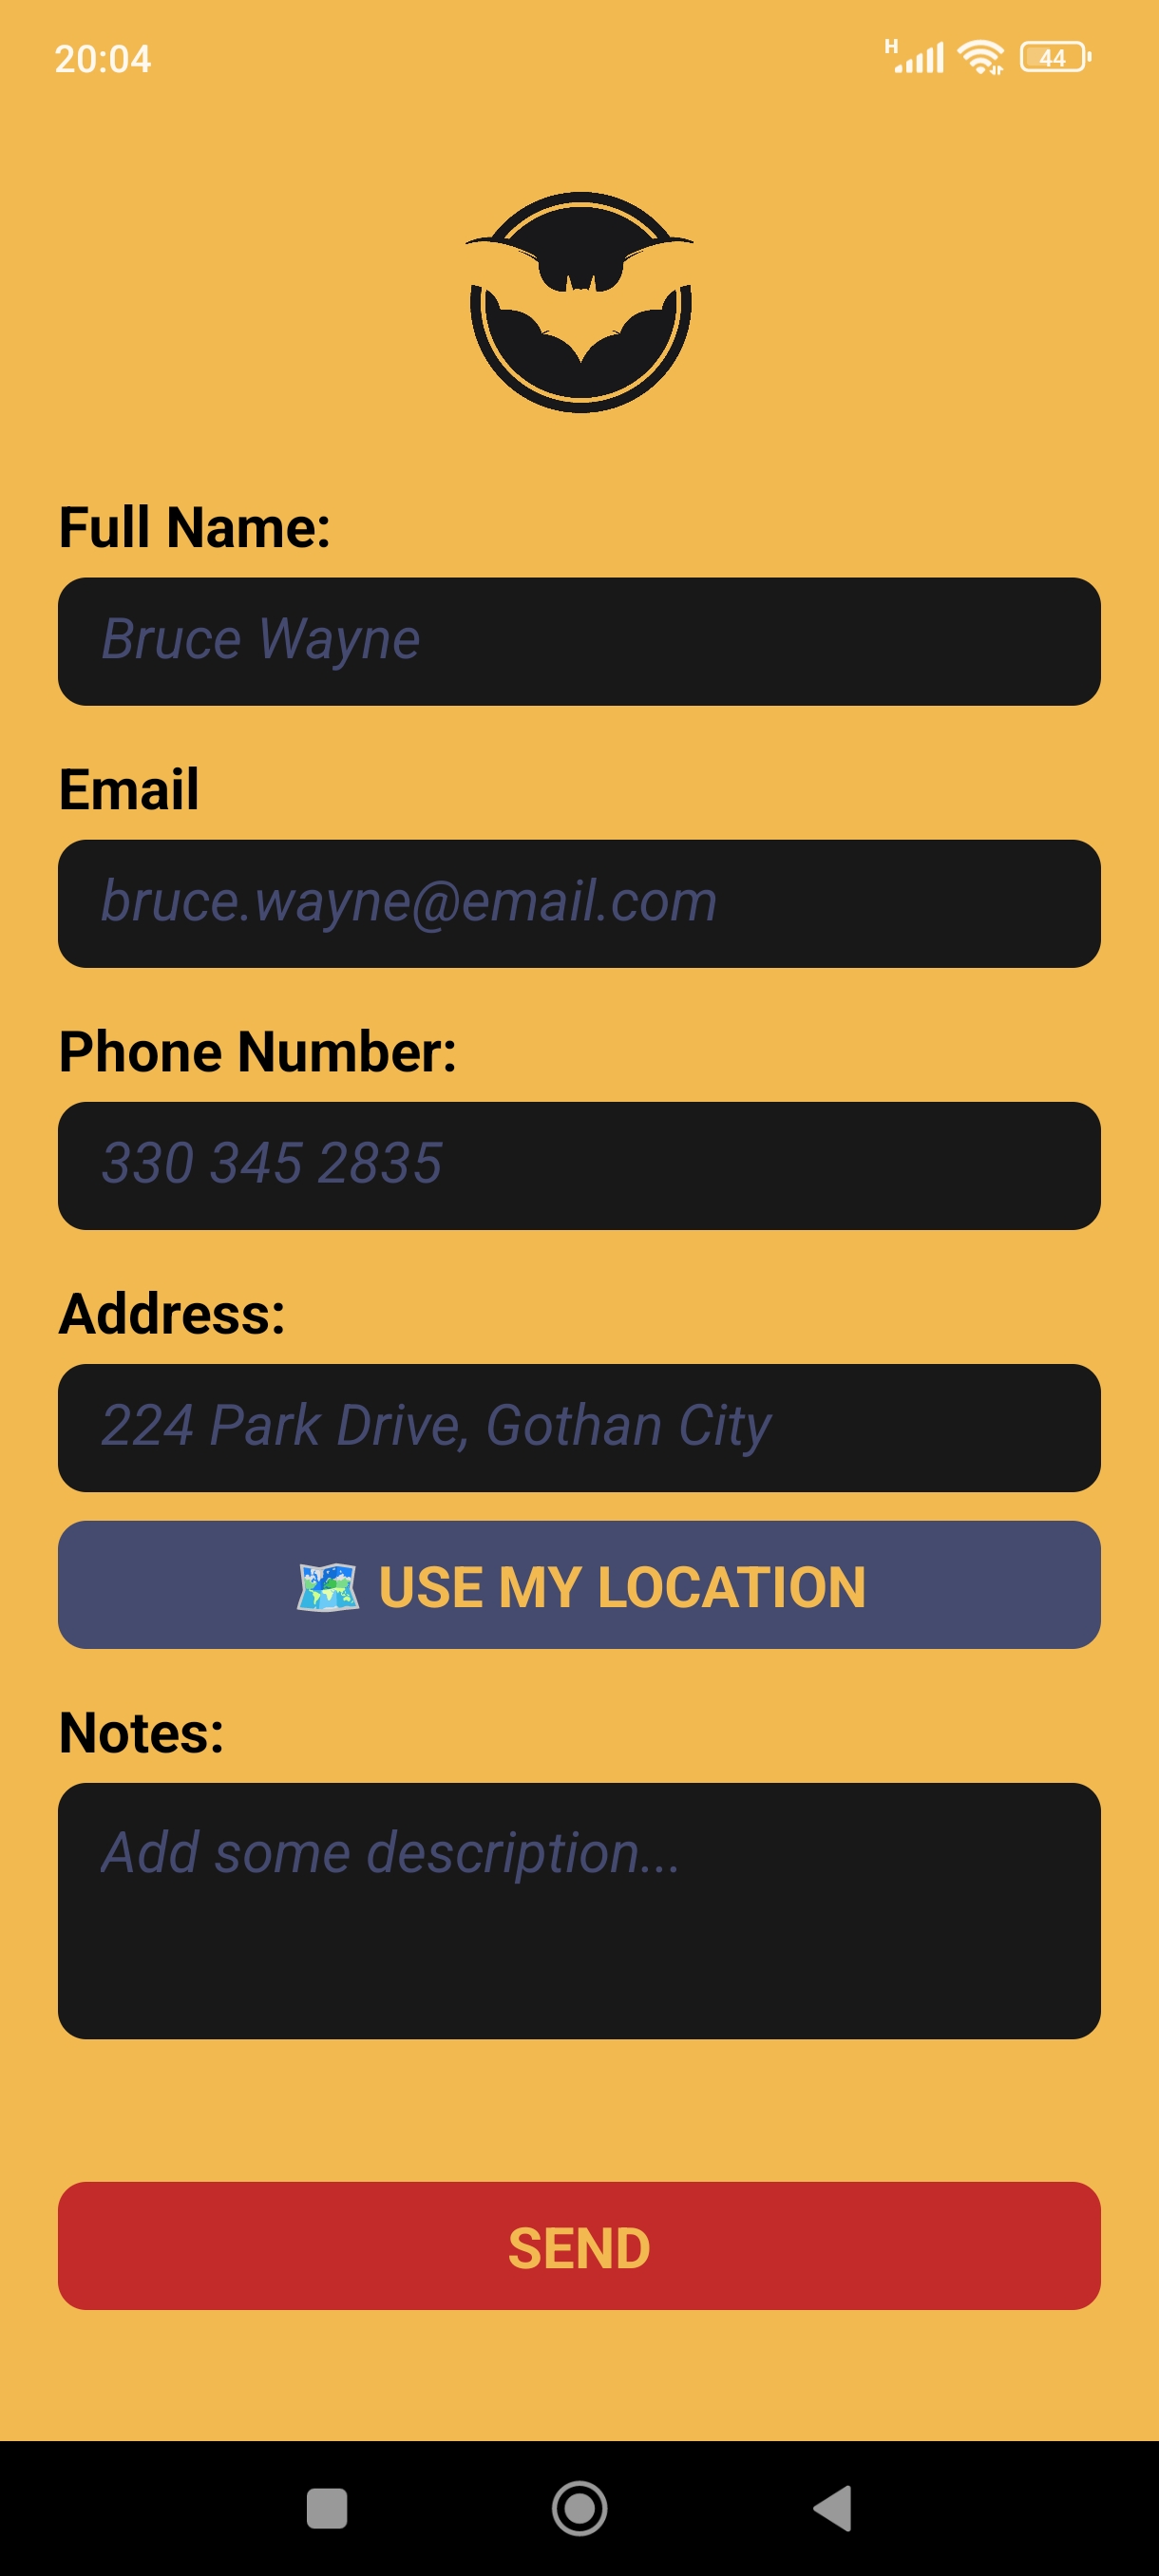 20:04
H
44
Full Name:
Bruce Wayne
Email
bruce.wayne@email.com
Phone Number:
330 345 2835
Address:
224 Park Drive, Gothan City
USE MY LOCATION
Notes:
Add some description...
SEND